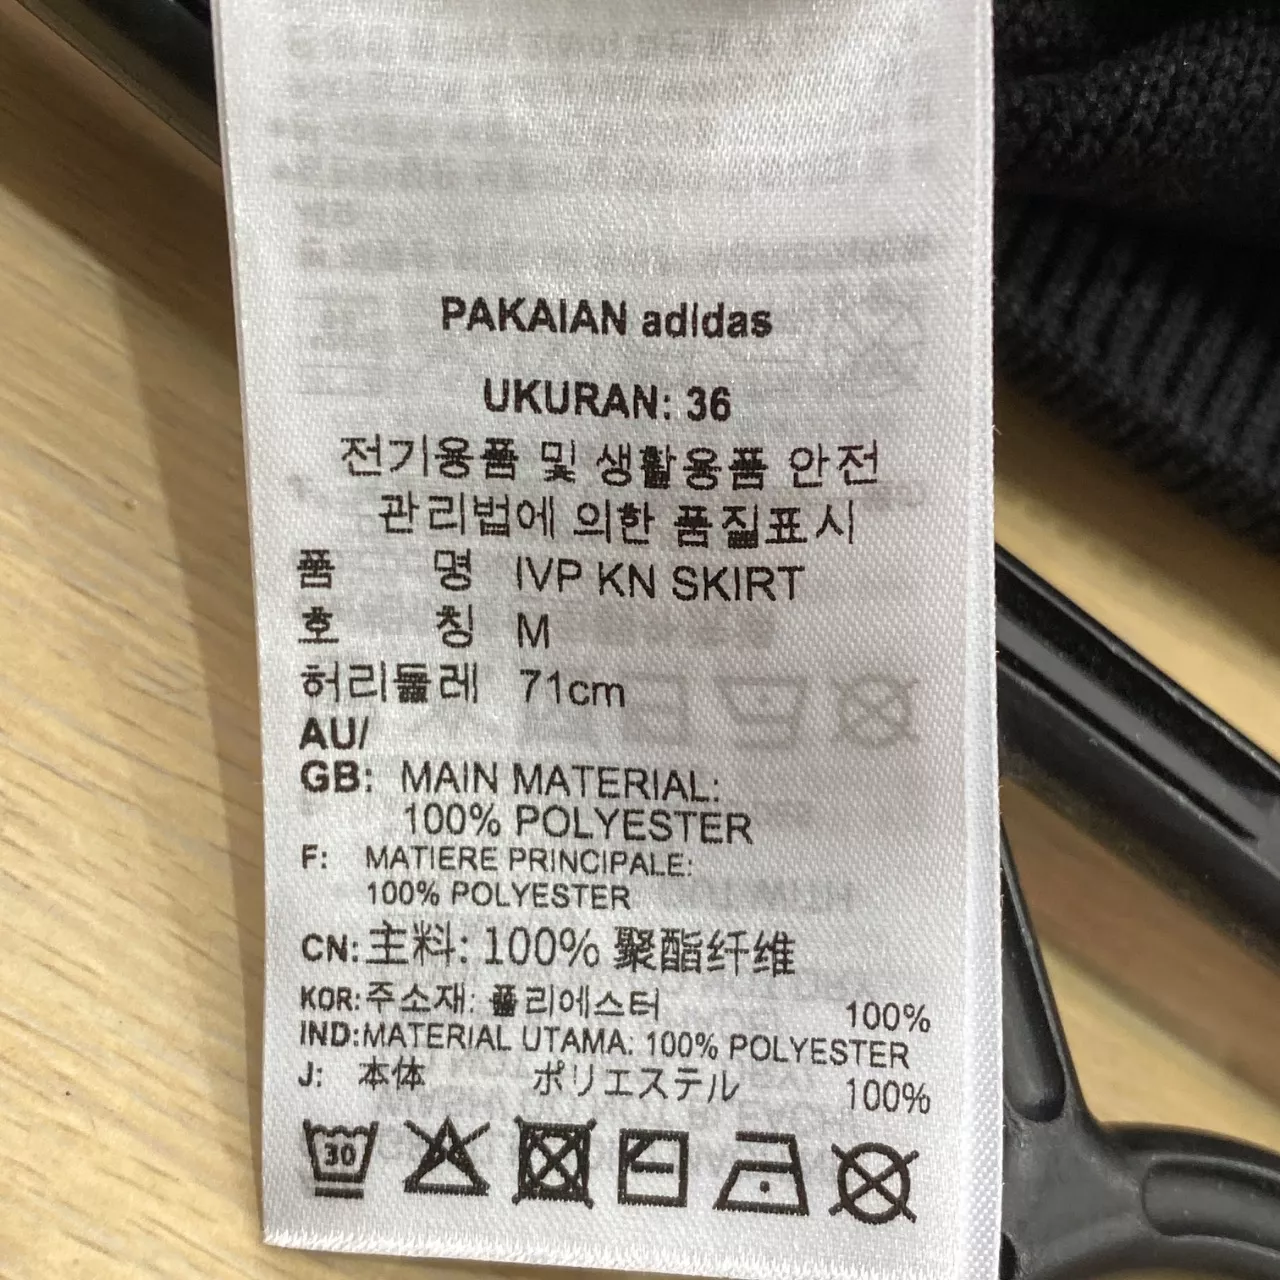 PAKAIAN adidas
UKURAN: 36
전기용품 및 생활용품 안전
관리법에 의한 품질표시
품 명 IVP KN SKIRT
호 칭 M
허리둘레 71cm
AU/
GB: MAIN MATERIAL:
100% POLYESTER
F: MATIERE PRINCIPALE:
100% POLYESTER
CN:主料: 100% 聚酯纤维
KOR:주소재: 폴리에스터 100%
IND:MATERIAL UTAMA: 100% POLYESTER
J: 本体 ポリエステル 100%
30